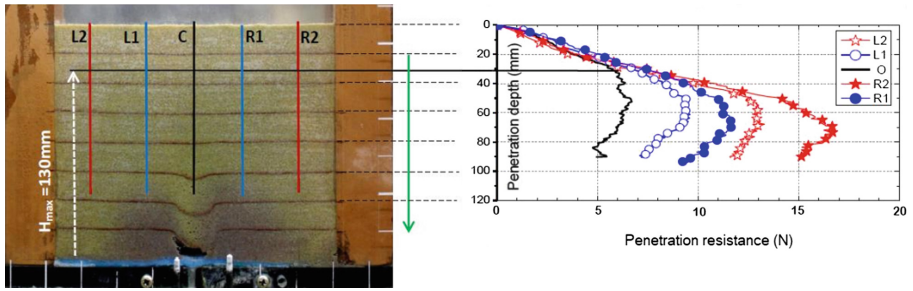 L2 L1 C R1 R2
Hmax =130mm
Penetration depth (mm)
0
20
40
60
80
100
120
0 5 10 15 20
Penetration resistance (N)
L2
L1
O
R2
R1